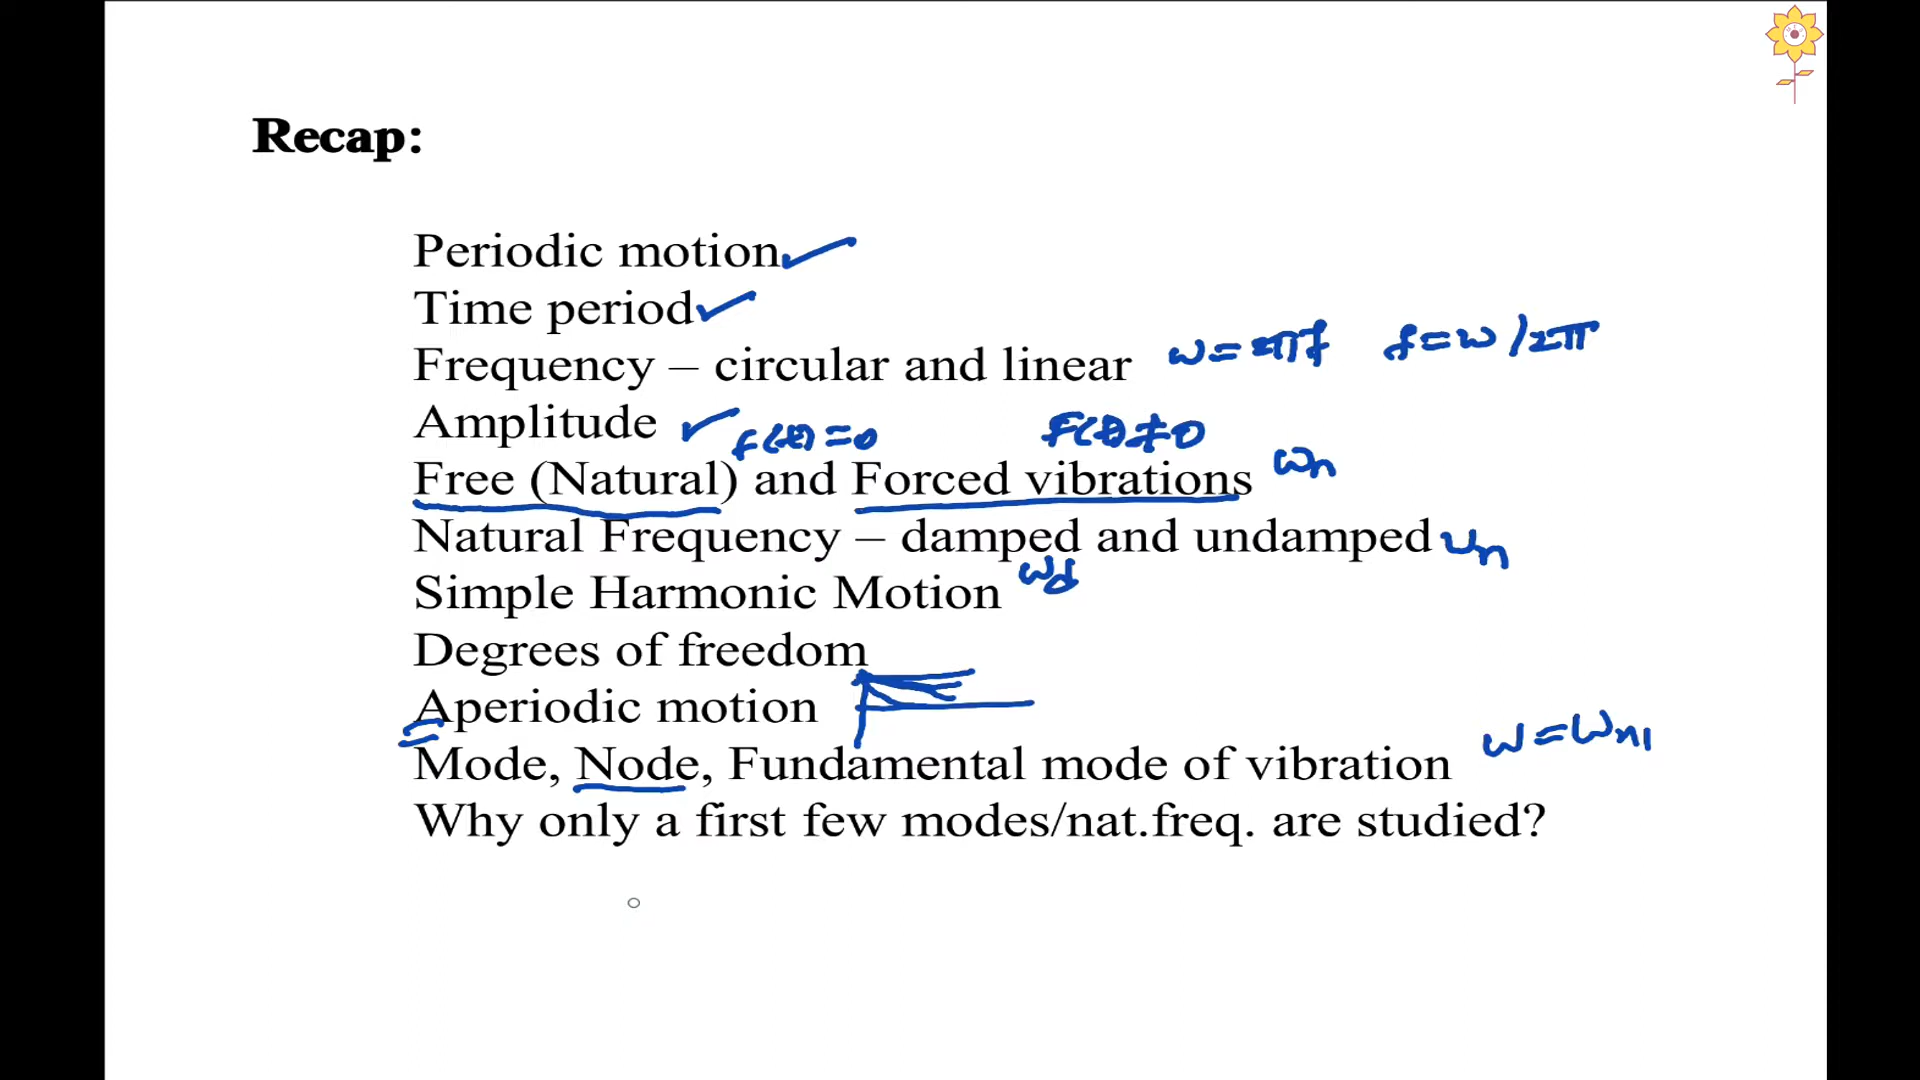 Recap:
Periodic motion
Time period
Frequency – circular and linear ω=2πf f=ω/2π
Amplitude F(t)=0 F(t)≠0
Free (Natural) and Forced vibrations ωn
Natural Frequency – damped and undamped ωn
Simple Harmonic Motion ωd
Degrees of freedom
Aperiodic motion
Mode, Node, Fundamental mode of vibration ω=ωn1
Why only a first few modes/nat.freq. are studied?